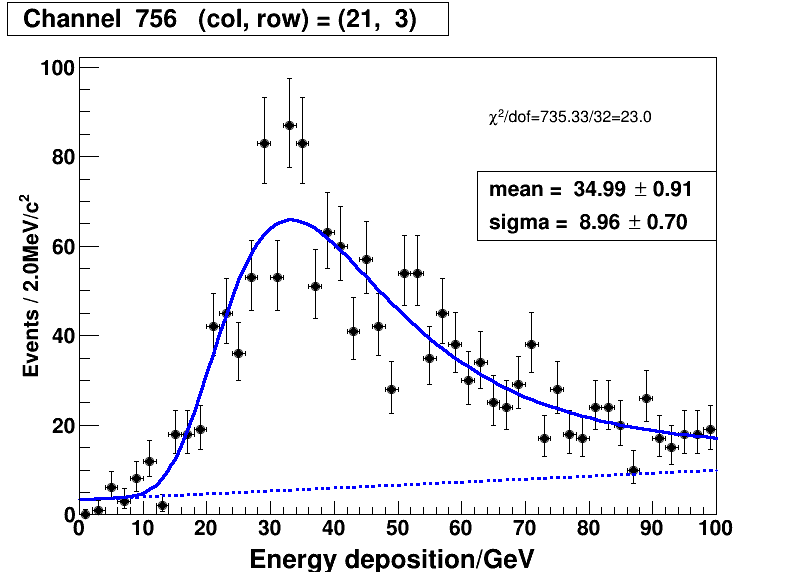 Channel 756 (col, row) = (21, 3)
100
80
60
40
20
0
Events / 2.0MeV/c²
χ²/dof=735.33/32=23.0
mean = 34.99 ± 0.91
sigma = 8.96 ± 0.70
0 10 20 30 40 50 60 70 80 90 100
Energy deposition/GeV